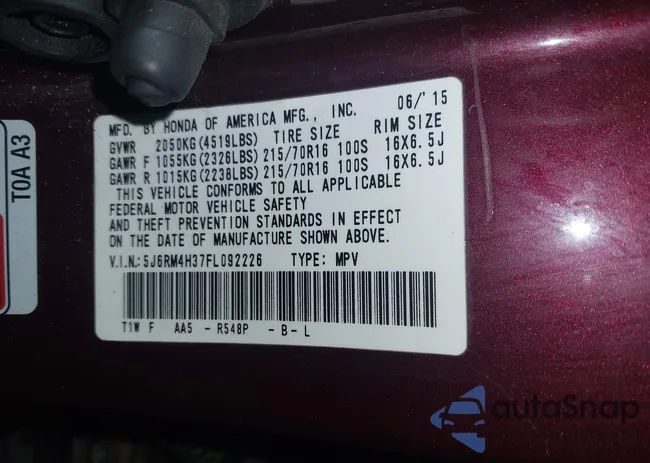 MFD. BY HONDA OF AMERICA MFG., INC. 06/'15
GVWR 2050KG(4519LBS) TIRE SIZE RIM SIZE
GAWR F 1055KG(2326LBS) 215/70R16 100S 16X6.5J
GAWR R 1015KG(2238LBS) 215/70R16 100S 16X6.5J
THIS VEHICLE CONFORMS TO ALL APPLICABLE
FEDERAL MOTOR VEHICLE SAFETY
AND THEFT PREVENTION STANDARDS IN EFFECT
ON THE DATE OF MANUFACTURE SHOWN ABOVE.
V.I.N.:5J6RM4H37FL092226 TYPE: MPV
T1W F AA5 - R548P - B - L
T0A A3
autoSnap